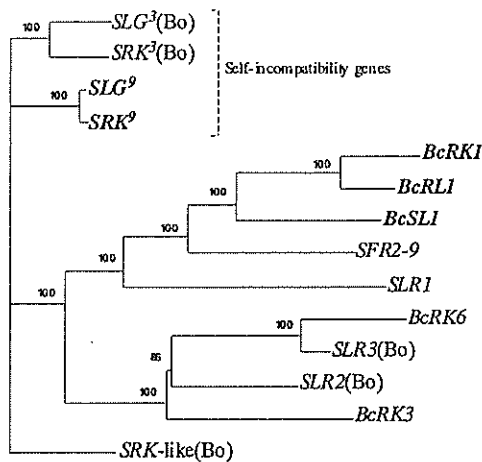 SLG³(Bo)
100
SRK³(Bo)
Self-incompatibility genes
SLG⁹
100
SRK⁹
BcRK1
100
BcRL1
100
BcSL1
100
SFR2-9
100
SLR1
100
BcRK6
100
SLR3(Bo)
86
SLR2(Bo)
100
BcRK3
SRK-like(Bo)